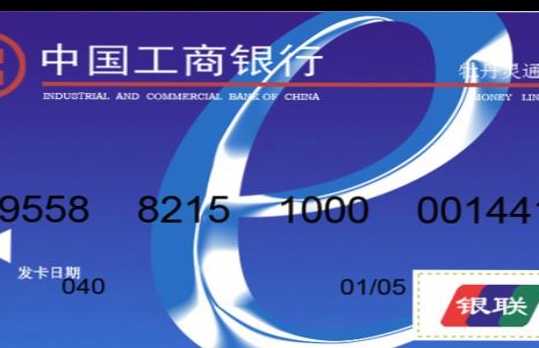 中国工商银行
牡丹灵通
INDUSTRIAL AND COMMERCIAL BANK OF CHINA
MONEY LIN
9558 8215 1000 001441
发卡日期
040 01/05
银联